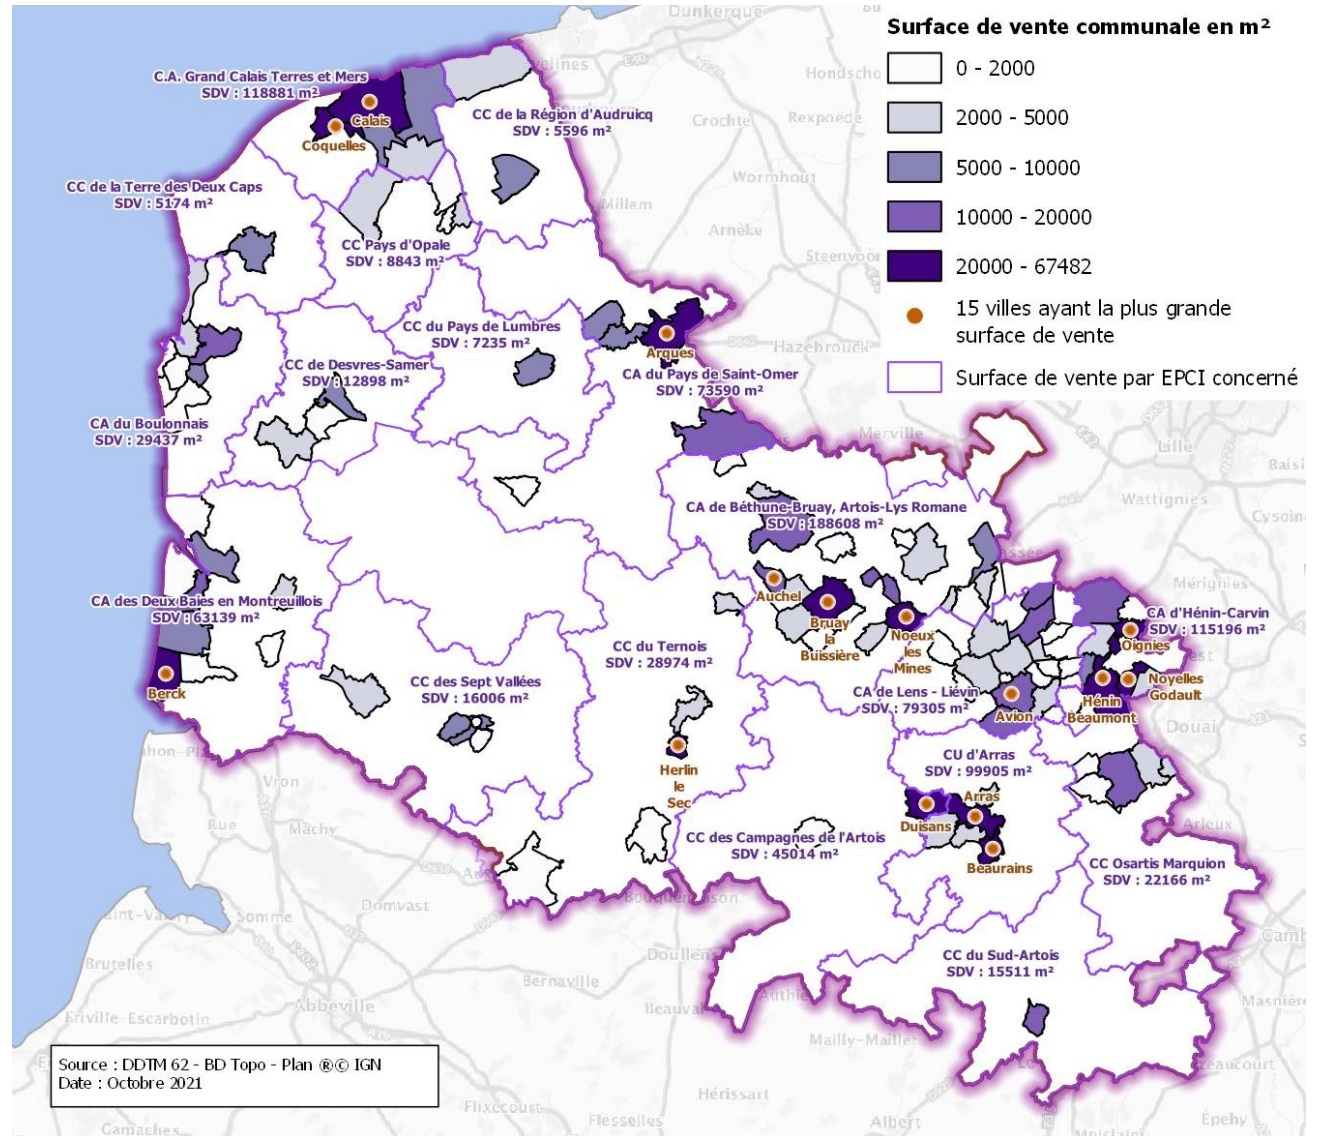 Surface de vente communale en m²
0 - 2000
2000 - 5000
5000 - 10000
10000 - 20000
20000 - 67482
15 villes ayant la plus grande
surface de vente
Surface de vente par EPCI concerné
C.A. Grand Calais Terres et Mers
SDV : 118881 m²
Calais
Coquelles
CC de la Région d'Audruicq
SDV : 5596 m²
CC de la Terre des Deux Caps
SDV : 5174 m²
CC Pays d'Opale
SDV : 8843 m²
CC du Pays de Lumbres
SDV : 7235 m²
Arques
CC de Desvres-Samer
SDV : 12898 m²
CA du Pays de Saint-Omer
SDV : 73590 m²
CA du Boulonnais
SDV : 29437 m²
CA de Béthune-Bruay, Artois-Lys Romane
SDV : 188608 m²
Auchel
Bruay
la
Buissière
Noeux
les
Mines
CA des Deux Baies en Montreuillois
SDV : 63139 m²
Berck
CA d'Hénin-Carvin
SDV : 115196 m²
Oignies
Noyelles
Godault
Hénin
Beaumont
CC du Ternois
SDV : 28974 m²
CC des Sept Vallées
SDV : 16006 m²
CA de Lens - Liévin
SDV : 79305 m²
Avion
Herlin
le
Sec
CU d'Arras
SDV : 99905 m²
Arras
Duisans
Beaurains
CC des Campagnes de l'Artois
SDV : 45014 m²
CC Osartis Marquion
SDV : 22166 m²
CC du Sud-Artois
SDV : 15511 m²
Dunkerque
Hondscho
Crochte
Rexpoëde
Wormhout
Millam
Arnèke
Steenvoor
Hazebrouck
Merville
Lille
Baisi
Wattignies
Cysoin
Mérignies
Douai
Arleux
Camb
Masnièr
Épehy
Vron
Rue
Machy
Domvast
Somme
Brutelles
Abbeville
Friville-Escarbotin
Gamaches
Flixecourt
Bernaville
Doullens
Beauval
Authie
Mailly-Maillet
Hérissart
Flesselles
Albert
Source : DDTM 62 - BD Topo - Plan ®© IGN
Date : Octobre 2021